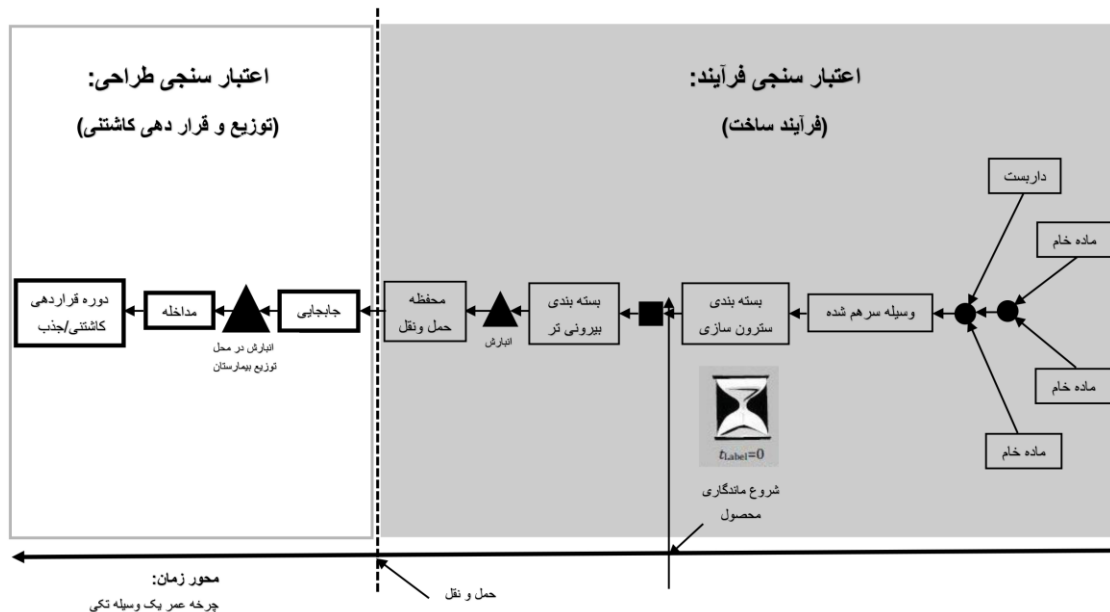 اعتبار سنجی فرآیند:
(فرآیند ساخت)
اعتبار سنجی طراحی:
(توزیع و قرار دهی کاشتنی)
داربست
ماده خام
ماده خام
ماده خام
وسیله سرهم شده
بسته بندی
سترون سازی
بسته بندی
بیرونی تر
انبارش
محفظه
حمل ونقل
جابجایی
انبارش در محل
توزیع بیمارستان
مداخله
دوره قراردهی
کاشتنی/جذب
tLabel=0
شروع ماندگاری
محصول
حمل و نقل
محور زمان:
چرخه عمر یک وسیله تکی